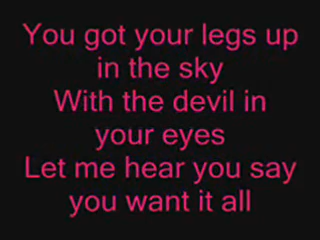 You got your legs up
in the sky
With the devil in
your eyes
Let me hear you say
you want it all